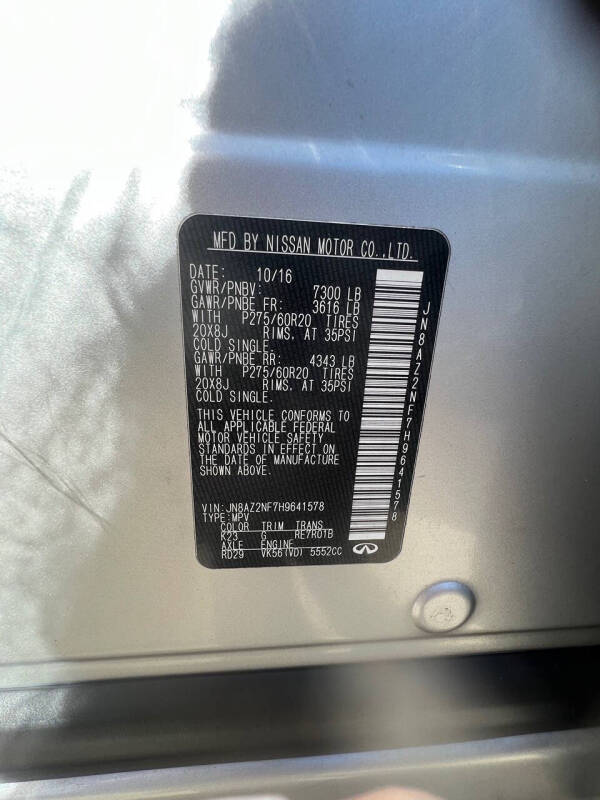 MFD BY NISSAN MOTOR CO.,LTD.
DATE: 10/16
GVWR/PNBV: 7300 LB
GAWR/PNBE FR: 3616 LB
WITH P275/60R20 TIRES
20X8J RIMS. AT 35PSI
COLD SINGLE.
GAWR/PNBE RR: 4343 LB
WITH P275/60R20 TIRES
20X8J RIMS. AT 35PSI
COLD SINGLE.
THIS VEHICLE CONFORMS TO
ALL APPLICABLE FEDERAL
MOTOR VEHICLE SAFETY
STANDARDS IN EFFECT ON
THE DATE OF MANUFACTURE
SHOWN ABOVE.
VIN: JN8AZ2NF7H9641578
TYPE: MPV
COLOR TRIM TRANS
K23 G RE7R01B
AXLE ENGINE
RD29 VK56(VD) 5552CC
JN8AZ2NF7H9641578